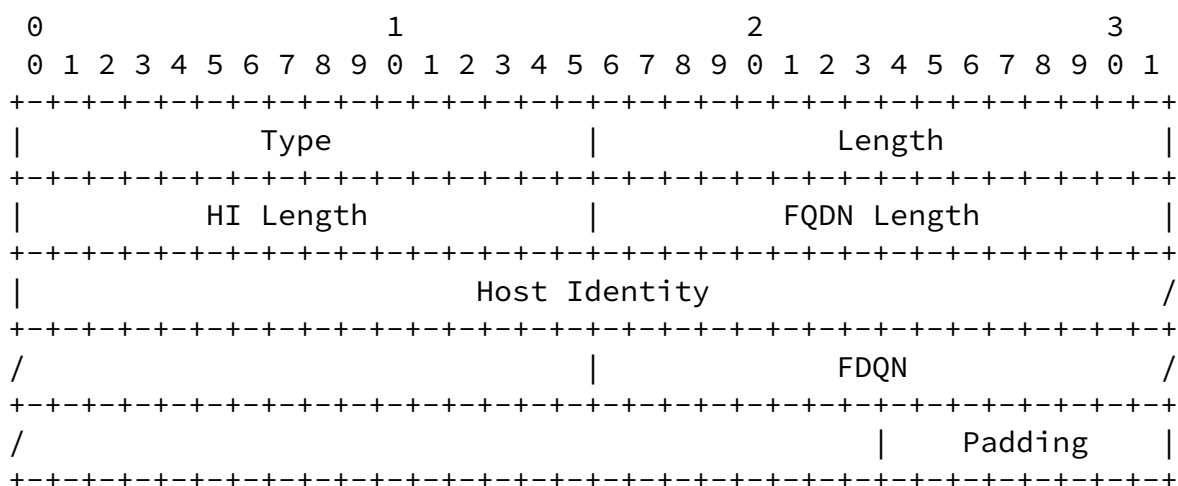 0                   1                   2                   3
 0 1 2 3 4 5 6 7 8 9 0 1 2 3 4 5 6 7 8 9 0 1 2 3 4 5 6 7 8 9 0 1
+-+-+-+-+-+-+-+-+-+-+-+-+-+-+-+-+-+-+-+-+-+-+-+-+-+-+-+-+-+-+-+-+
|             Type              |             Length            |
+-+-+-+-+-+-+-+-+-+-+-+-+-+-+-+-+-+-+-+-+-+-+-+-+-+-+-+-+-+-+-+-+
|          HI Length            |          FQDN Length          |
+-+-+-+-+-+-+-+-+-+-+-+-+-+-+-+-+-+-+-+-+-+-+-+-+-+-+-+-+-+-+-+-+
|                         Host Identity                         /
+-+-+-+-+-+-+-+-+-+-+-+-+-+-+-+-+-+-+-+-+-+-+-+-+-+-+-+-+-+-+-+-+
/                               |             FDQN              /
+-+-+-+-+-+-+-+-+-+-+-+-+-+-+-+-+-+-+-+-+-+-+-+-+-+-+-+-+-+-+-+-+
/                                               |    Padding    |
+-+-+-+-+-+-+-+-+-+-+-+-+-+-+-+-+-+-+-+-+-+-+-+-+-+-+-+-+-+-+-+-+